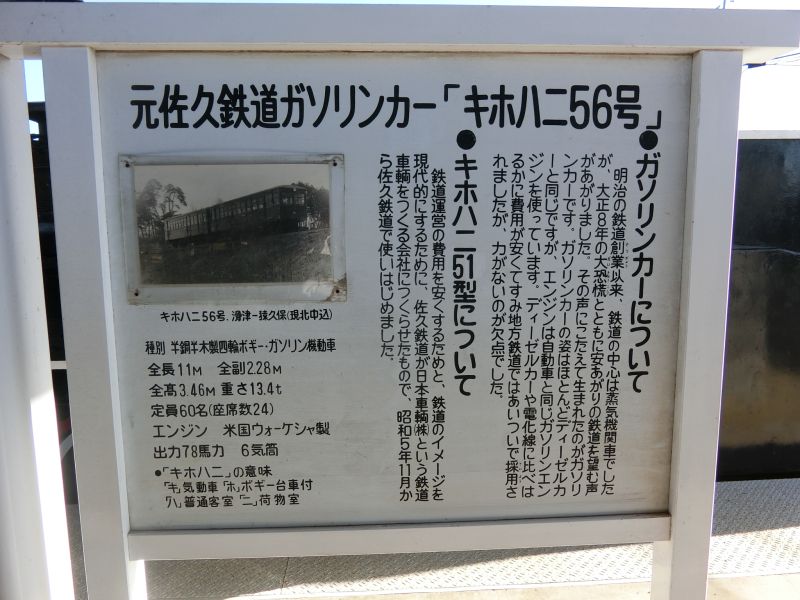 元佐久鉄道ガソリンカー「キホハニ56号」
●ガソリンカーについて
明治の鉄道創業以来、鉄道の中心は蒸気機関車でした
が、大正8年の大恐慌とともに安あがりの鉄道を望む声
があがりました。その声にこたえて生まれたのがガソリ
ンカーです。ガソリンカーの姿はほとんどディーゼルカ
ーと同じですが、エンジンは自動車と同じガソリンエン
ジンを使っています。ディーゼルカーや電化線に比べは
るかに費用が安くてすみ地方鉄道ではあいついで採用さ
れましたが、力がないのが欠点でした。
●キホハニ51型について
鉄道運営の費用を安くするためと、鉄道のイメージを
現代的にするために、佐久鉄道が日本車輌(株)という鉄道
車輌をつくる会社につくらせたもので、昭和5年11月か
ら佐久鉄道で使いはじめました。
キホハニ56号、滑津−猿久保(現北中込)
種別 半鋼半木製四輪ボギー・ガソリン機動車
全長11M 全副2.28M
全高3.46M 重さ13.4t
定員60名(座席数24)
エンジン 米国ウォーケシャ製
出力78馬力 6気筒
●「キホハニ」の意味
「キ」気動車「ホ」ボギー台車付
「ハ」普通客室「ニ」荷物室